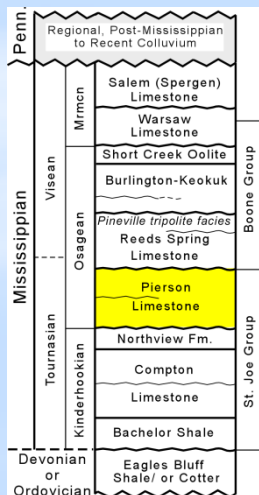 Penn.
Regional, Post-Mississippian
to Recent Colluvium
Mississippian
Visean
Tournasian
Mrmcn
Osagean
Kinderhookian
Salem (Spergen)
Limestone
Warsaw
Limestone
Short Creek Oolite
Burlington-Keokuk
Pineville tripolite facies
Reeds Spring
Limestone
Pierson
Limestone
Northview Fm.
Compton
Limestone
Bachelor Shale
Boone Group
St. Joe Group
Devonian
or
Ordovician
Eagles Bluff
Shale/ or Cotter